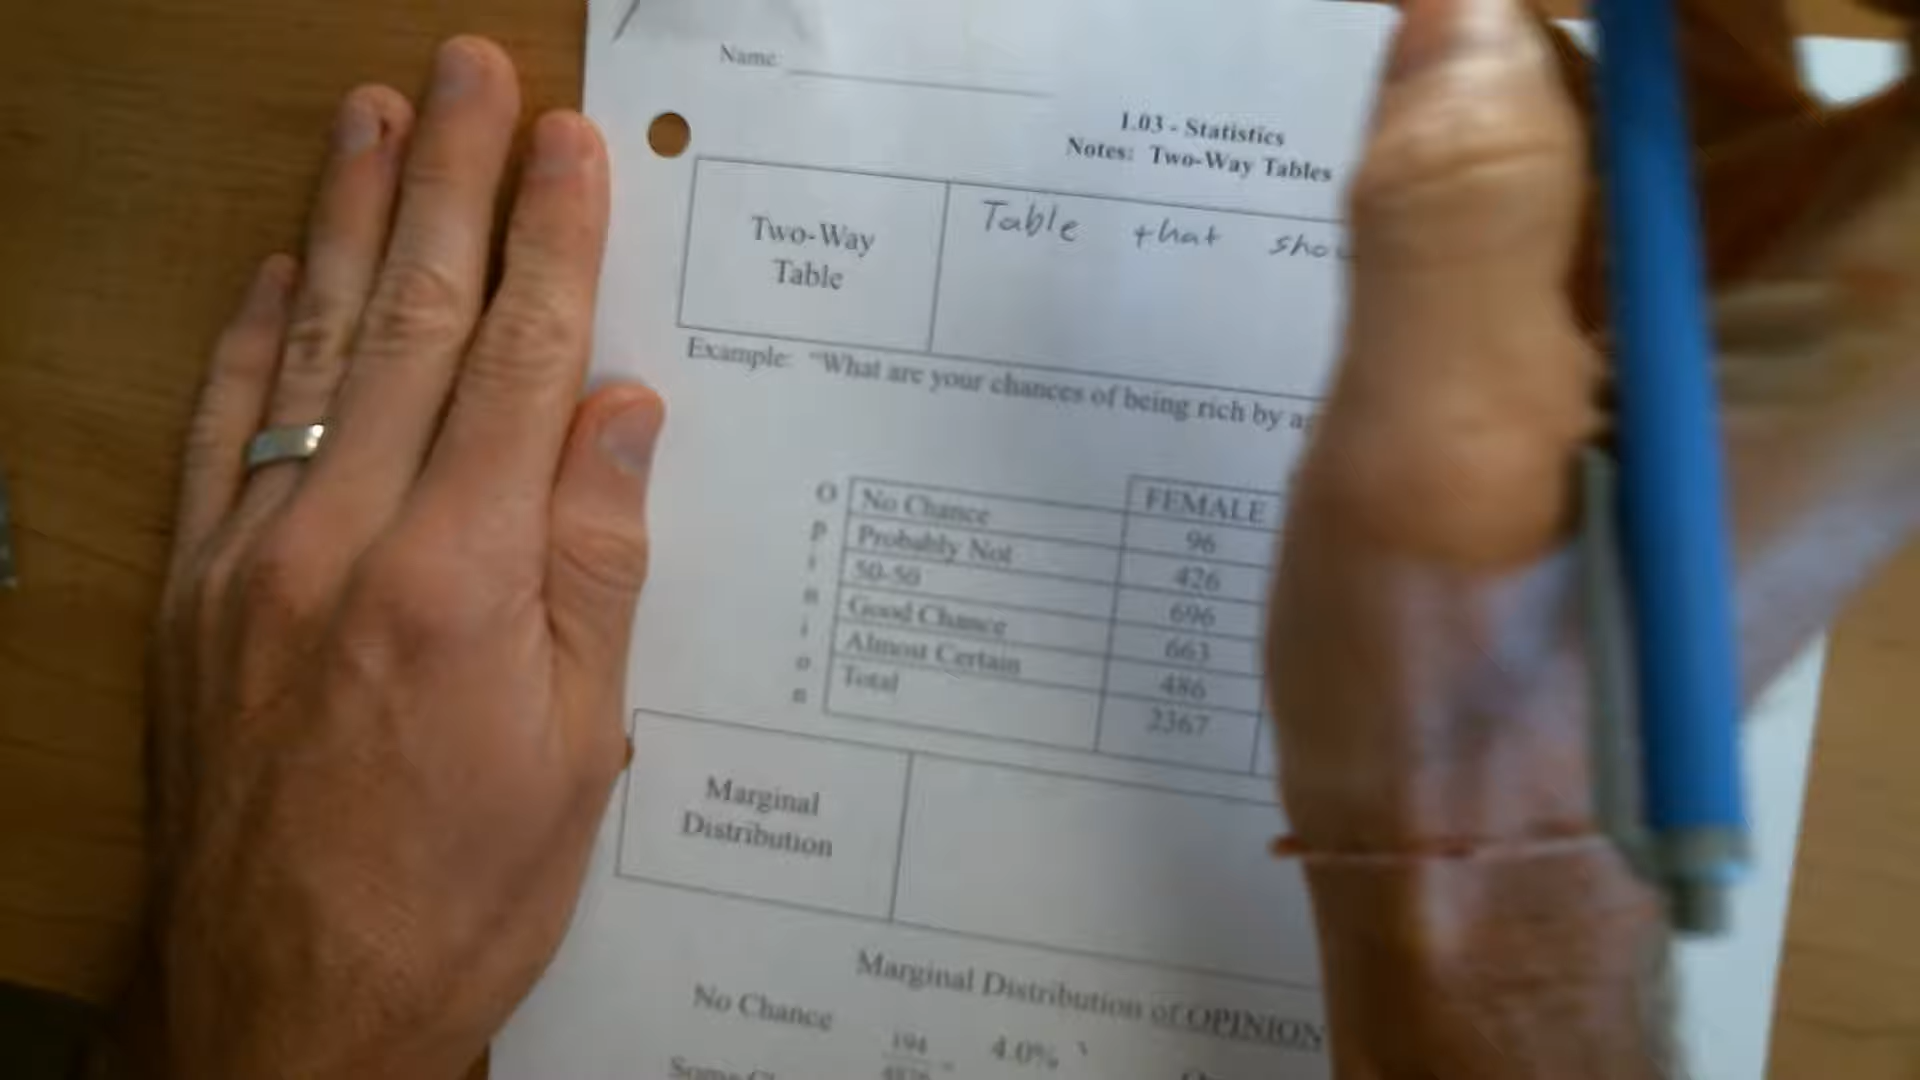 Name
1.03 - Statistics
Notes: Two-Way Tables
Two-Way
Table
Table that
Example: "What are your chances of being rich by
FEMALE
No Chance 96
Probably Not 426
50-50 696
Good Chance 663
Almost Certain 486
Total 2367
O
p
i
n
i
o
n
Marginal
Distribution
Marginal Distribution of OPINION
No Chance 194 4.0%